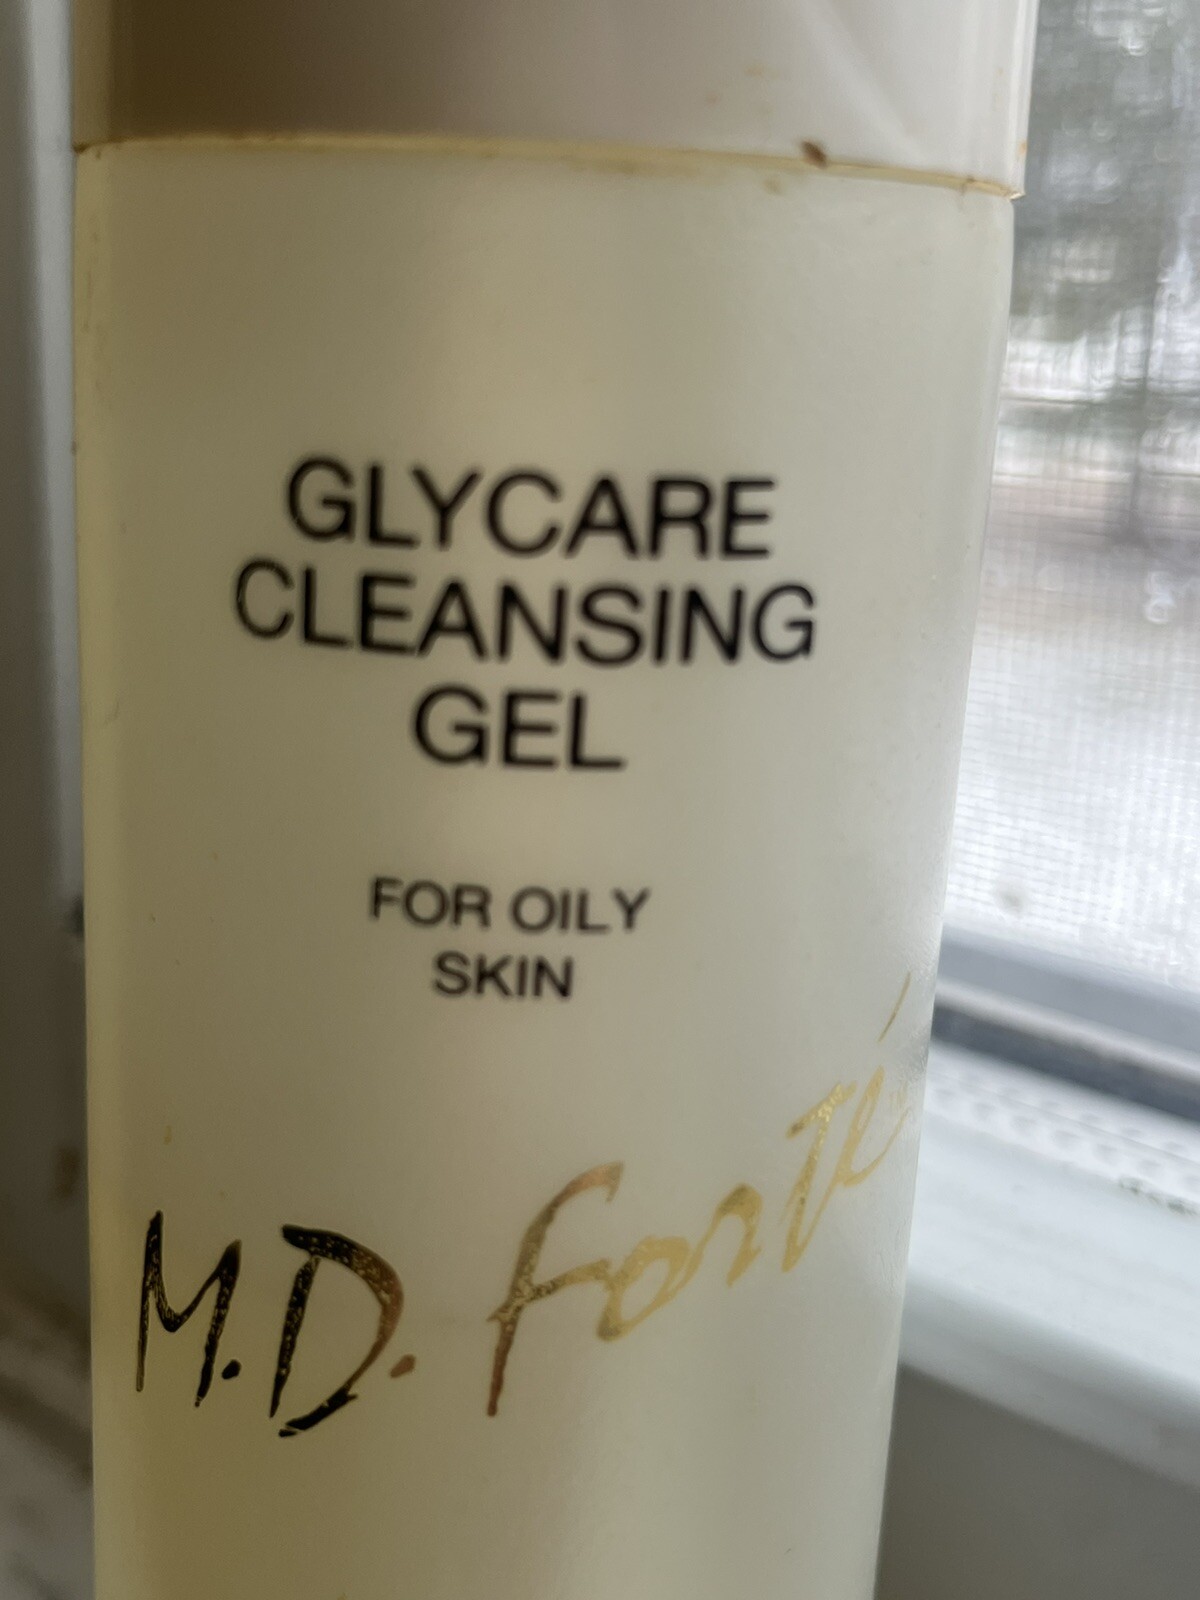 GLYCARE
CLEANSING
GEL
FOR OILY
SKIN
M.D. Forté